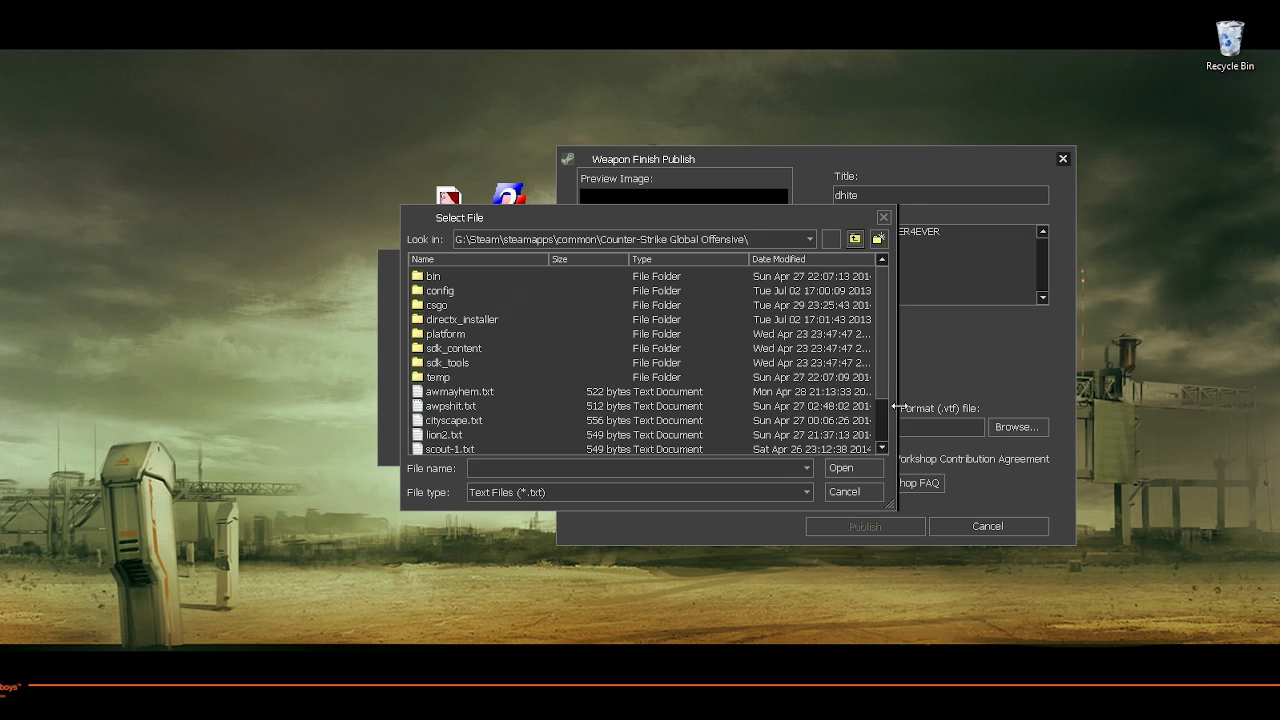 Recycle Bin
Weapon Finish Publish
Preview Image:
Title:
dhite
ER4EVER
Select File
Look in: G:\Steam\steamapps\common\Counter-Strike Global Offensive\
Name Size Type Date Modified
bin File Folder Sun Apr 27 22:07:13 201
config File Folder Tue Jul 02 17:00:09 2013
csgo File Folder Tue Apr 29 23:25:43 201
directx_installer File Folder Tue Jul 02 17:01:43 2013
platform File Folder Wed Apr 23 23:47:47 2...
sdk_content File Folder Wed Apr 23 23:47:47 2...
sdk_tools File Folder Wed Apr 23 23:47:47 2...
temp File Folder Sun Apr 27 22:07:09 201
awmayhem.txt 522 bytes Text Document Mon Apr 28 21:13:33 20...
awpshit.txt 512 bytes Text Document Sun Apr 27 02:48:02 201
cityscape.txt 556 bytes Text Document Sun Apr 27 00:06:26 201
lion2.txt 549 bytes Text Document Sun Apr 27 21:37:13 201
scout-1.txt 549 bytes Text Document Sat Apr 26 23:12:38 2014
File name: Open
File type: Text Files (*.txt) Cancel
format (.vtf) file:
Browse...
Workshop Contribution Agreement
hop FAQ
Publish Cancel
boys™